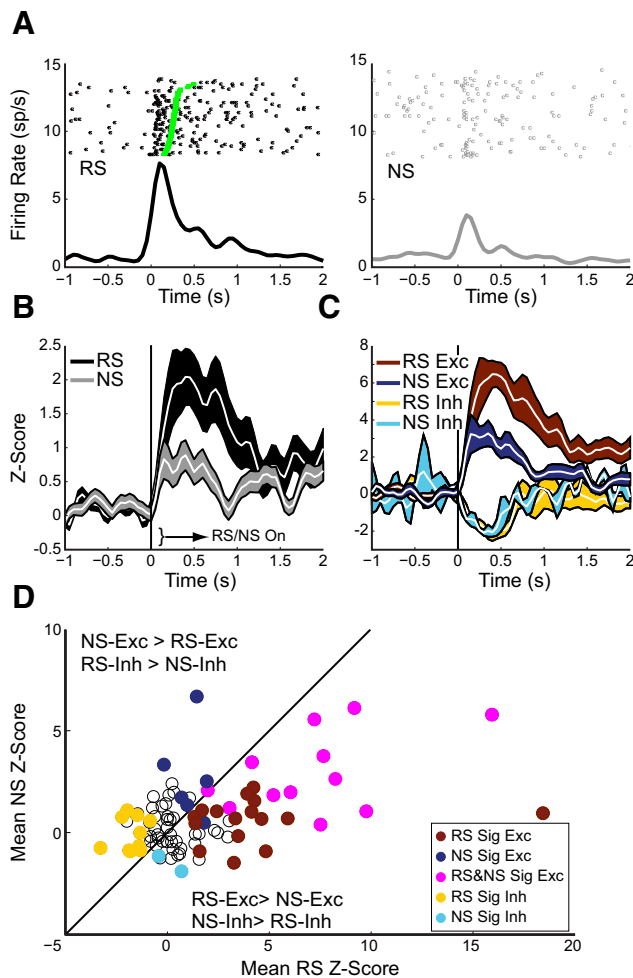 A
Firing Rate (sp/s)
15
10
5
0
RS
−1 −0.5 0 0.5 1 1.5 2
Time (s)
15
10
5
0
NS
−1 −0.5 0 0.5 1 1.5 2
Time (s)
B
Z-Score
2.5
2
1.5
1
0.5
0
-0.5
RS
NS
} RS/NS On
−1 −0.5 0 0.5 1 1.5 2
Time (s)
C
8
6
4
2
0
-2
RS Exc
NS Exc
RS Inh
NS Inh
−1 −0.5 0 0.5 1 1.5 2
Time (s)
D
Mean NS Z-Score
10
5
0
−5
NS-Exc > RS-Exc
RS-Inh > NS-Inh
RS-Exc> NS-Exc
NS-Inh> RS-Inh
RS Sig Exc
NS Sig Exc
RS&NS Sig Exc
RS Sig Inh
NS Sig Inh
−5 0 5 10 15 20
Mean RS Z-Score